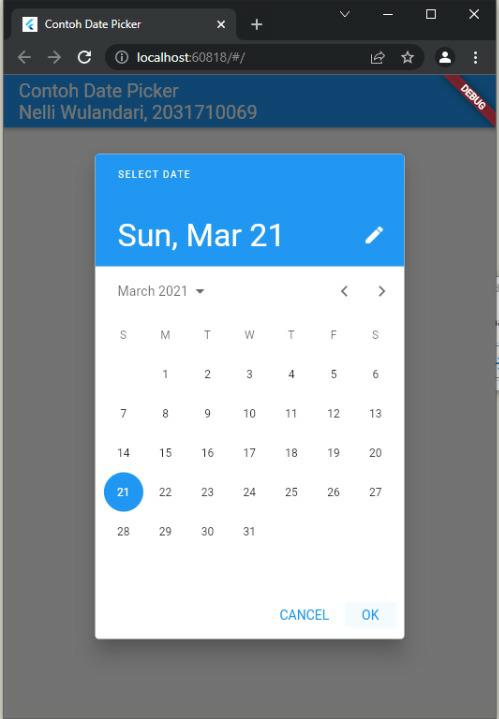 Contoh Date Picker
localhost:60818/#/
Contoh Date Picker
Nelli Wulandari, 2031710069
DEBUG
SELECT DATE
Sun, Mar 21
March 2021
S M T W T F S
1 2 3 4 5 6
7 8 9 10 11 12 13
14 15 16 17 18 19 20
21 22 23 24 25 26 27
28 29 30 31
CANCEL OK